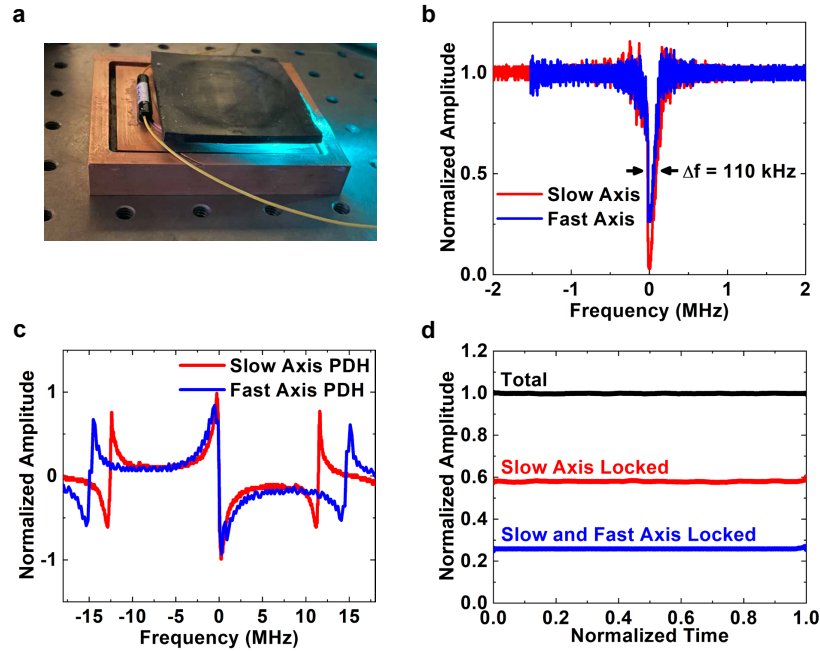 a
b
Normalized Amplitude
1.0
0.5
0.0
Δf = 110 kHz
Slow Axis
Fast Axis
-2
-1
0
1
2
Frequency (MHz)
c
Normalized Amplitude
1
0
-1
Slow Axis PDH
Fast Axis PDH
-15
-10
-5
0
5
10
15
Frequency (MHz)
d
Normalized Amplitude
1.2
1.0
0.8
0.6
0.4
0.2
0.0
Total
Slow Axis Locked
Slow and Fast Axis Locked
0.0
0.2
0.4
0.6
0.8
1.0
Normalized Time